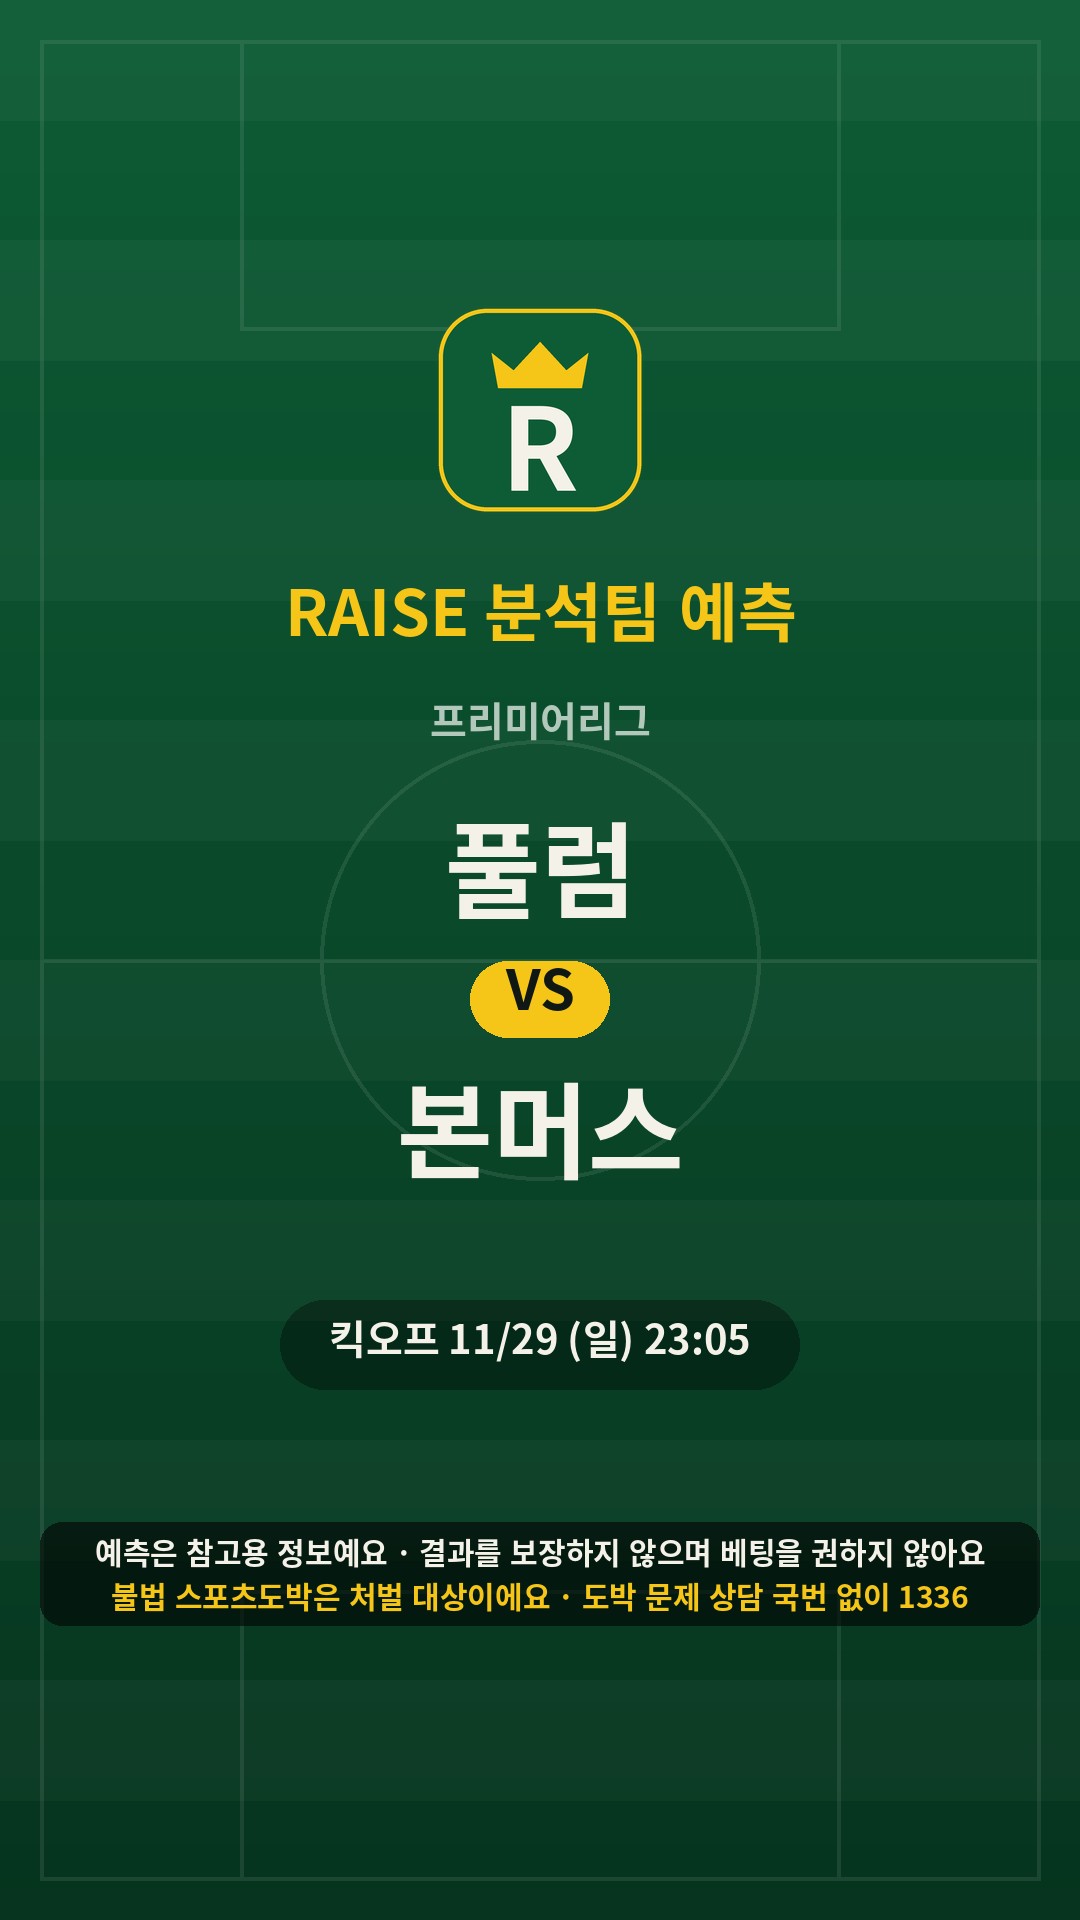 R
RAISE 분석팀 예측
프리미어리그
풀럼
VS
본머스
킥오프 11/29 (일) 23:05
예측은 참고용 정보예요 · 결과를 보장하지 않으며 베팅을 권하지 않아요
불법 스포츠도박은 처벌 대상이에요 · 도박 문제 상담 국번 없이 1336